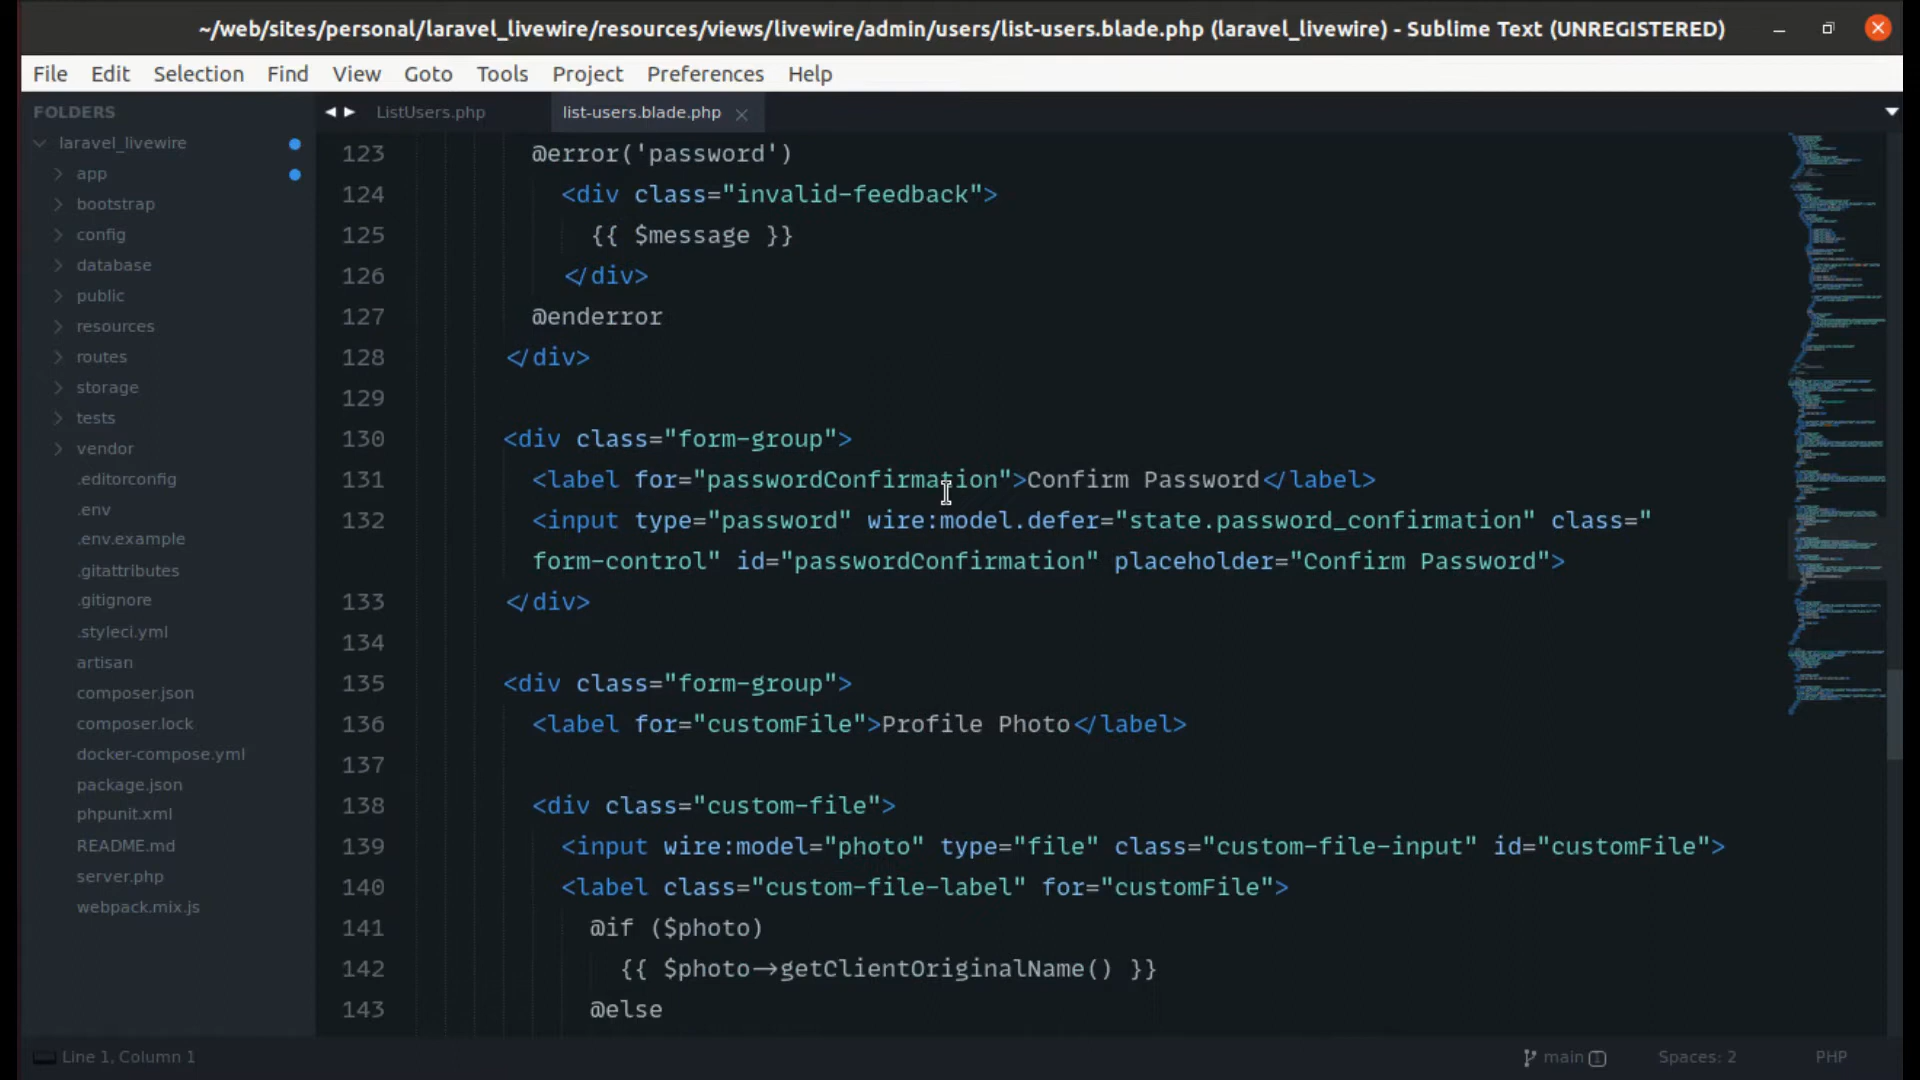 ~/web/sites/personal/laravel_livewire/resources/views/livewire/admin/users/list-users.blade.php (laravel_livewire) - Sublime Text (UNREGISTERED)
File Edit Selection Find View Goto Tools Project Preferences Help
FOLDERS
laravel_livewire
app
bootstrap
config
database
public
resources
routes
storage
tests
vendor
.editorconfig
.env
.env.example
.gitattributes
.gitignore
.styleci.yml
artisan
composer.json
composer.lock
docker-compose.yml
package.json
phpunit.xml
README.md
server.php
webpack.mix.js
ListUsers.php list-users.blade.php
123 @error('password')
124 <div class="invalid-feedback">
125 {{ $message }}
126 </div>
127 @enderror
128 </div>
129
130 <div class="form-group">
131 <label for="passwordConfirmation">Confirm Password</label>
132 <input type="password" wire:model.defer="state.password_confirmation" class="
form-control" id="passwordConfirmation" placeholder="Confirm Password">
133 </div>
134
135 <div class="form-group">
136 <label for="customFile">Profile Photo</label>
137
138 <div class="custom-file">
139 <input wire:model="photo" type="file" class="custom-file-input" id="customFile">
140 <label class="custom-file-label" for="customFile">
141 @if ($photo)
142 {{ $photo->getClientOriginalName() }}
143 @else
Line 1, Column 1 main 1 Spaces: 2 PHP